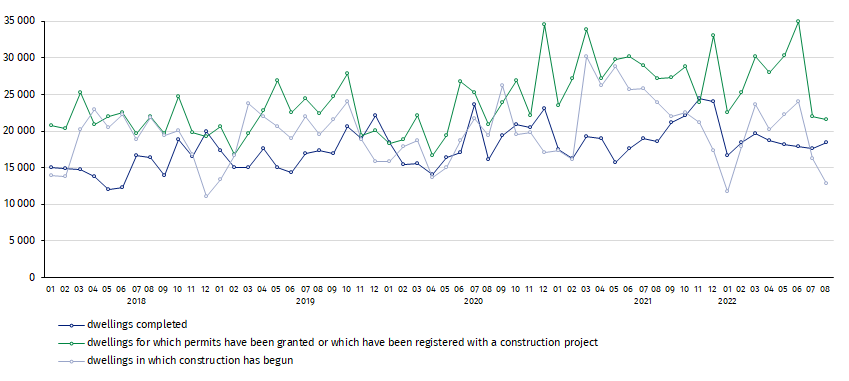 35 000
30 000
25 000
20 000
15 000
10 000
5 000
0
01 02 03 04 05 06 07 08 09 10 11 12 01 02 03 04 05 06 07 08 09 10 11 12 01 02 03 04 05 06 07 08 09 10 11 12 01 02 03 04 05 06 07 08 09 10 11 12 01 02 03 04 05 06 07 08
2018 2019 2020 2021 2022
dwellings completed
dwellings for which permits have been granted or which have been registered with a construction project
dwellings in which construction has begun